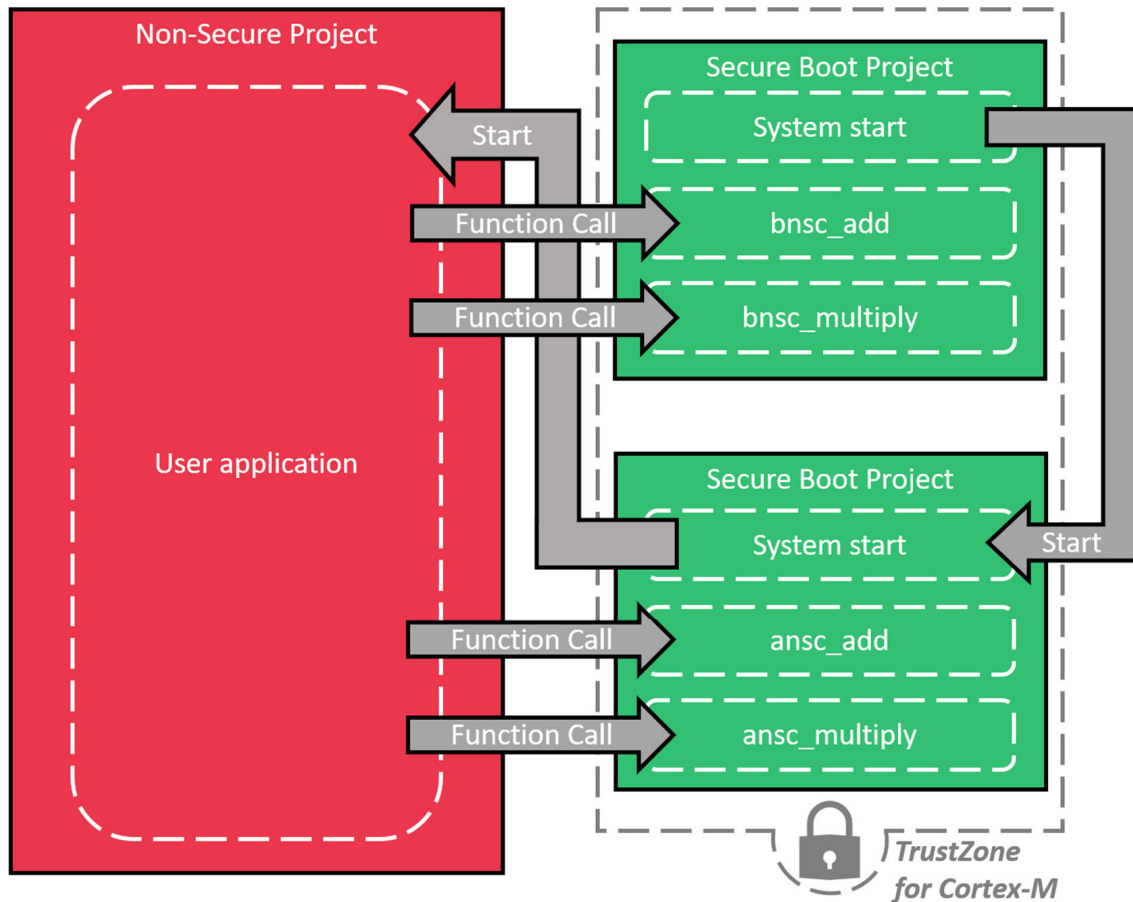 Non-Secure Project
User application
Start
Function Call
Function Call
Function Call
Function Call
Secure Boot Project
System start
bnsc_add
bnsc_multiply
Secure Boot Project
System start
Start
ansc_add
ansc_multiply
TrustZone
for Cortex-M